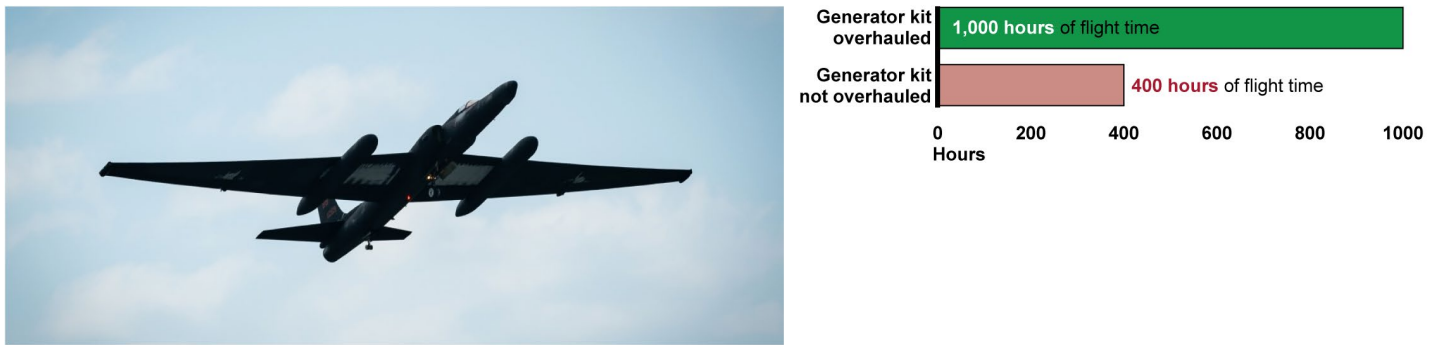 Generator kit
overhauled
1,000 hours of flight time
Generator kit
not overhauled
400 hours of flight time
0 200 400 600 800 1000
Hours